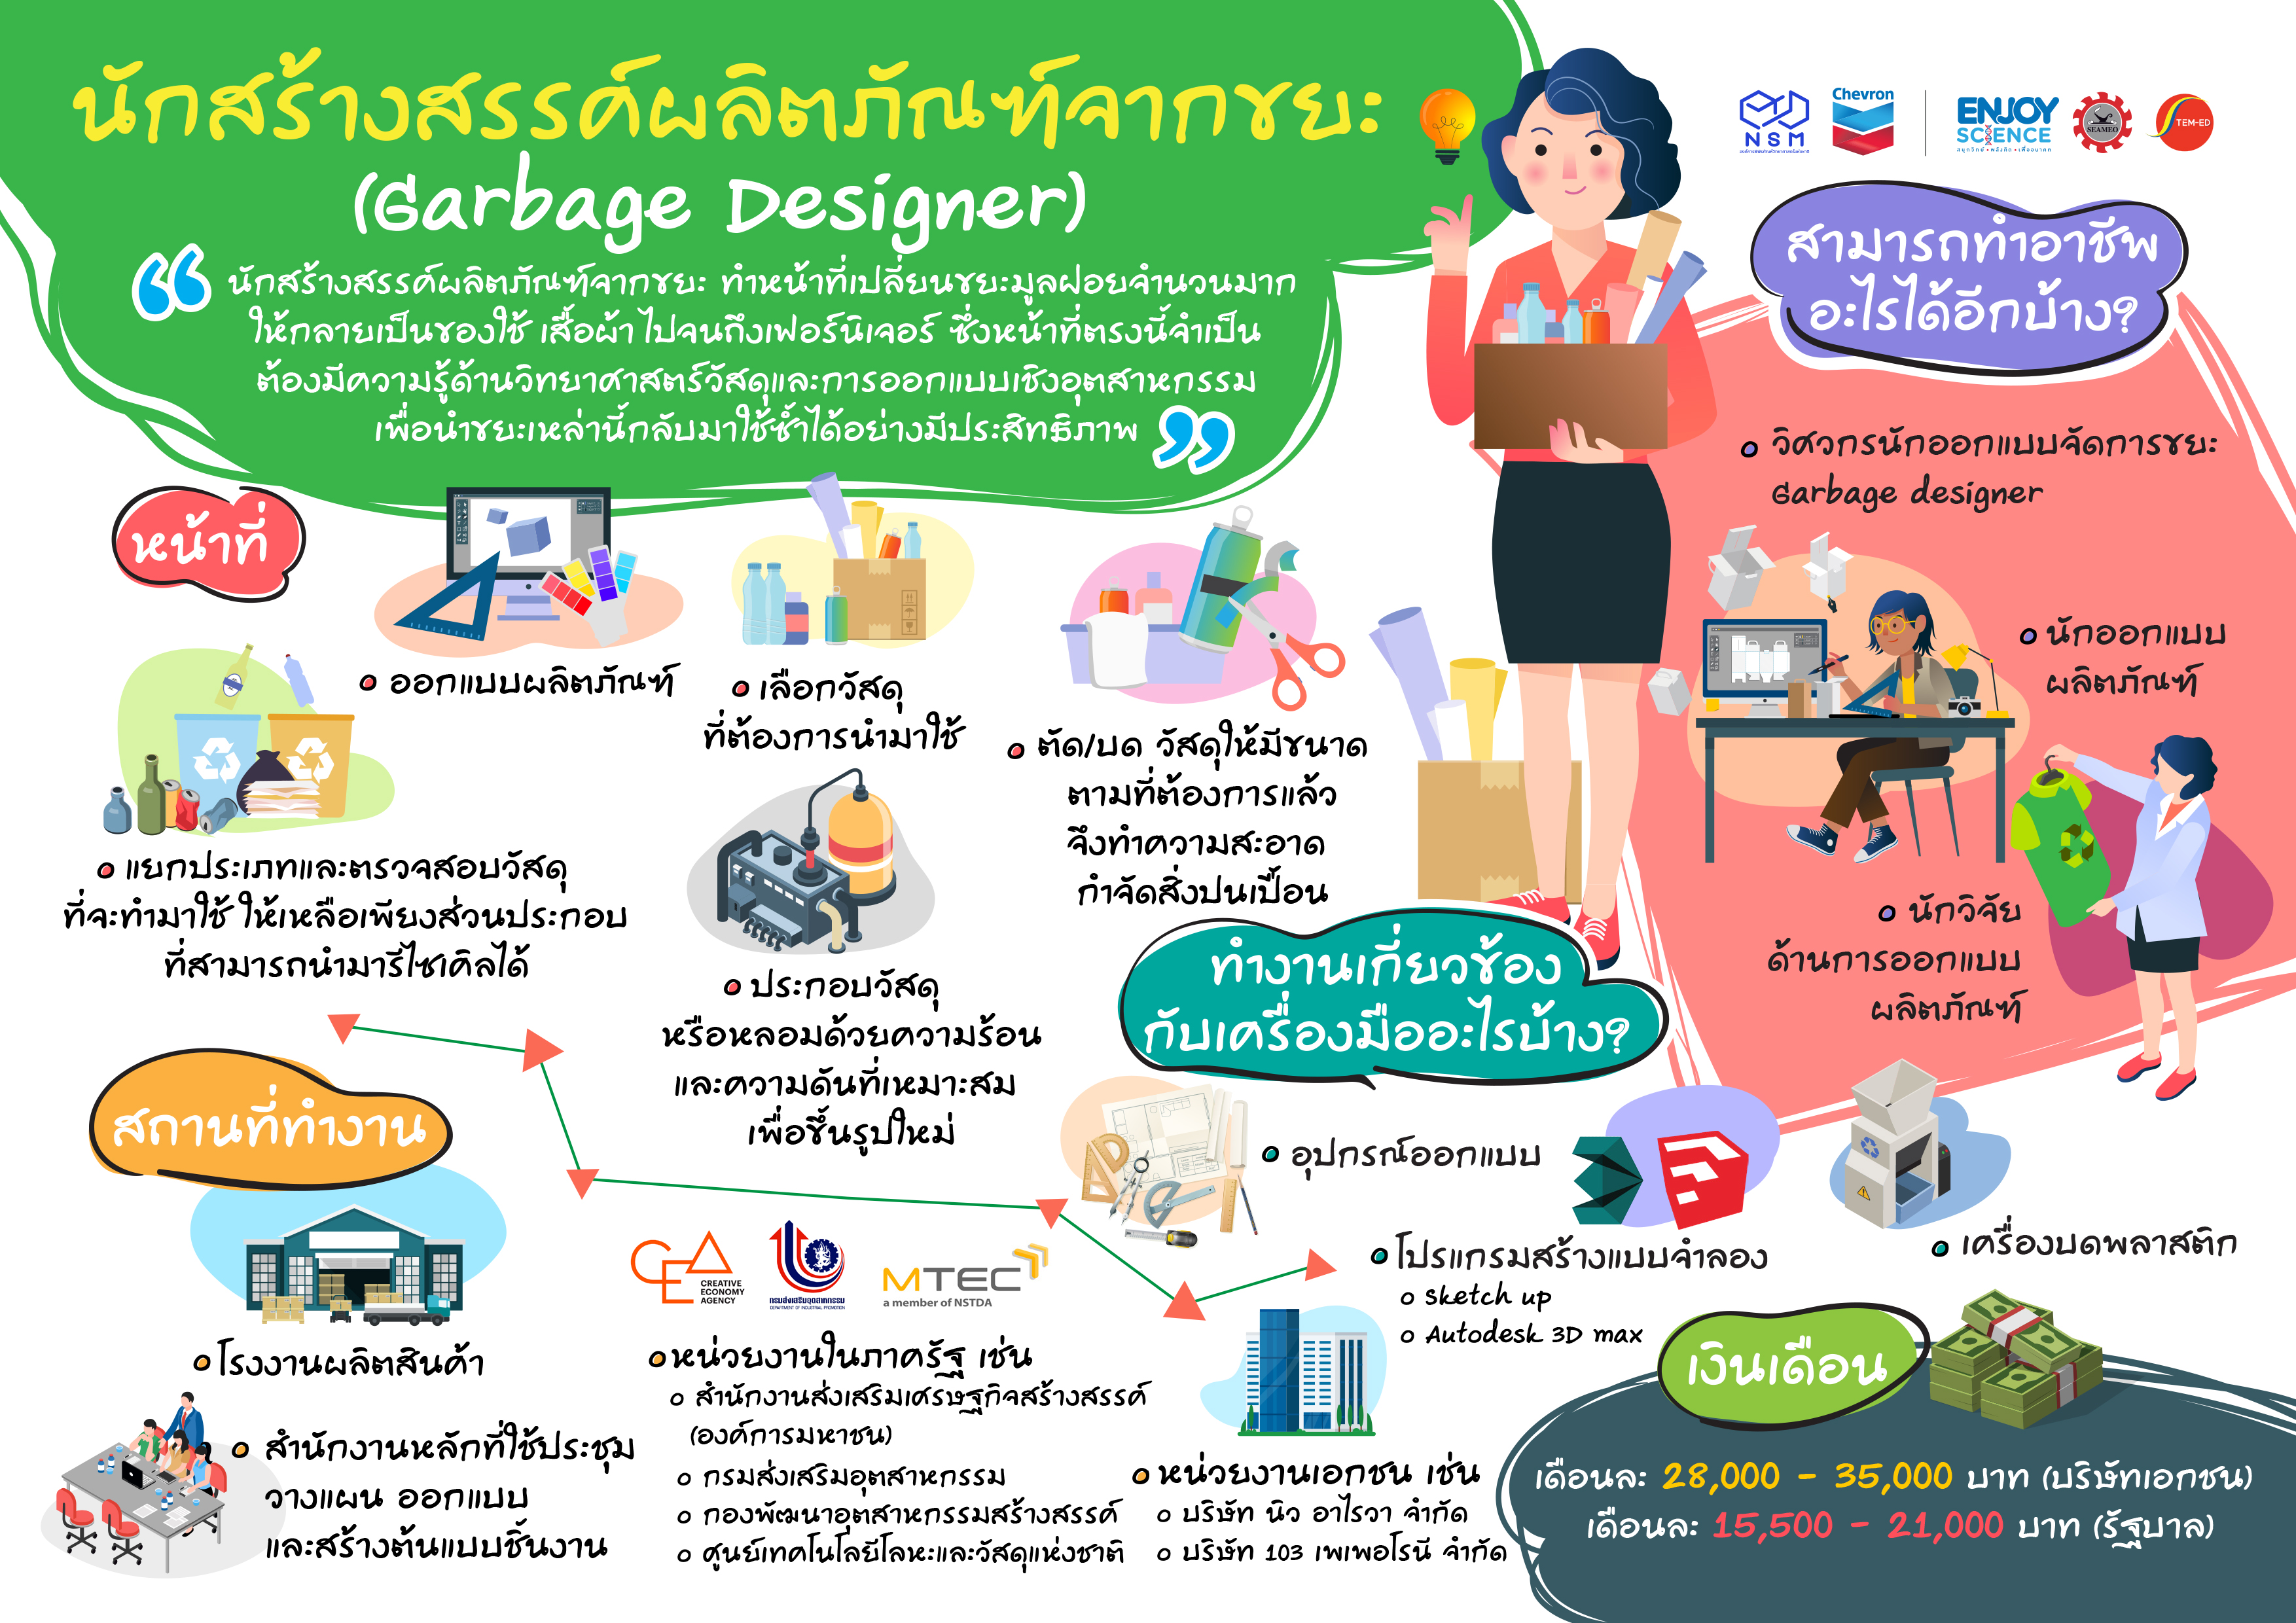 นักสร้างสรรค์ผลิตภัณฑ์จากขยะ
(Garbage Designer)
นักสร้างสรรค์ผลิตภัณฑ์จากขยะ ทำหน้าที่เปลี่ยนขยะมูลฝอยจำนวนมาก
ให้กลายเป็นของใช้ เสื้อผ้า ไปจนถึงเฟอร์นิเจอร์ ซึ่งหน้าที่ตรงนี้จำเป็น
ต้องมีความรู้ด้านวิทยาศาสตร์วัสดุและการออกแบบเชิงอุตสาหกรรม
เพื่อนำขยะเหล่านี้กลับมาใช้ซ้ำได้อย่างมีประสิทธิภาพ
NSM
องค์การพิพิธภัณฑ์วิทยาศาสตร์แห่งชาติ
Chevron
ENJOY
SCIENCE
สนุกวิทย์ • พลังคิด • เพื่ออนาคต
SEAMEO
STEM-ED
หน้าที่
แยกประเภทและตรวจสอบวัสดุ
ที่จะทำมาใช้ ให้เหลือเพียงส่วนประกอบ
ที่สามารถนำมารีไซเคิลได้
ออกแบบผลิตภัณฑ์
เลือกวัสดุ
ที่ต้องการนำมาใช้
ตัด/บด วัสดุให้มีขนาด
ตามที่ต้องการแล้ว
จึงทำความสะอาด
กำจัดสิ่งปนเปื้อน
ประกอบวัสดุ
หรือหลอมด้วยความร้อน
และความดันที่เหมาะสม
เพื่อขึ้นรูปใหม่
สามารถทำอาชีพ
อะไรได้อีกบ้าง?
วิศวกรนักออกแบบจัดการขยะ
Garbage designer
นักออกแบบ
ผลิตภัณฑ์
นักวิจัย
ด้านการออกแบบ
ผลิตภัณฑ์
ทำงานเกี่ยวข้อง
กับเครื่องมืออะไรบ้าง?
อุปกรณ์ออกแบบ
โปรแกรมสร้างแบบจำลอง
Sketch up
Autodesk 3D max
เครื่องบดพลาสติก
สถานที่ทำงาน
โรงงานผลิตสินค้า
สำนักงานหลักที่ใช้ประชุม
วางแผน ออกแบบ
และสร้างต้นแบบชิ้นงาน
CEA
CREATIVE
ECONOMY
AGENCY
กรมส่งเสริมอุตสาหกรรม
DEPARTMENT OF INDUSTRIAL PROMOTION
MTEC
a member of NSTDA
หน่วยงานในภาครัฐ เช่น
สำนักงานส่งเสริมเศรษฐกิจสร้างสรรค์
(องค์การมหาชน)
กรมส่งเสริมอุตสาหกรรม
กองพัฒนาอุตสาหกรรมสร้างสรรค์
ศูนย์เทคโนโลยีโลหะและวัสดุแห่งชาติ
หน่วยงานเอกชน เช่น
บริษัท นิว อาไรวา จำกัด
บริษัท 103 เพเพอโรนี จำกัด
เงินเดือน
เดือนละ 28,000 - 35,000 บาท (บริษัทเอกชน)
เดือนละ 15,500 - 21,000 บาท (รัฐบาล)